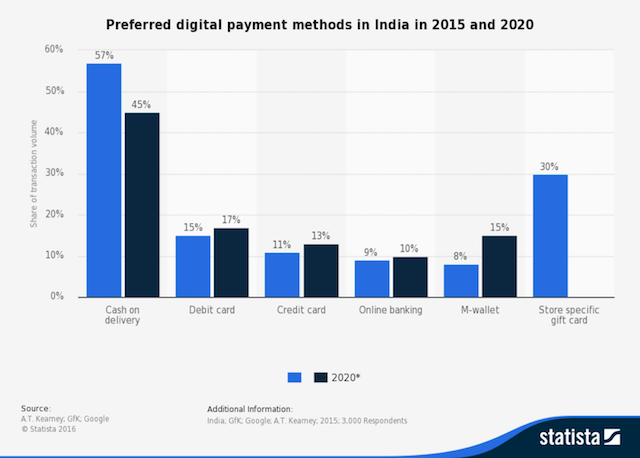 Preferred digital payment methods in India in 2015 and 2020
Share of transaction volume
60%
50%
40%
30%
20%
10%
0%
57%
45%
15%
17%
11%
13%
9%
10%
8%
15%
30%
Cash on
delivery
Debit card
Credit card
Online banking
M-wallet
Store specific
gift card
2020*
Source:
A.T. Kearney; GfK; Google
© Statista 2016
Additional Information:
India; GfK; Google; A.T. Kearney; 2015; 3,000 Respondents
statista